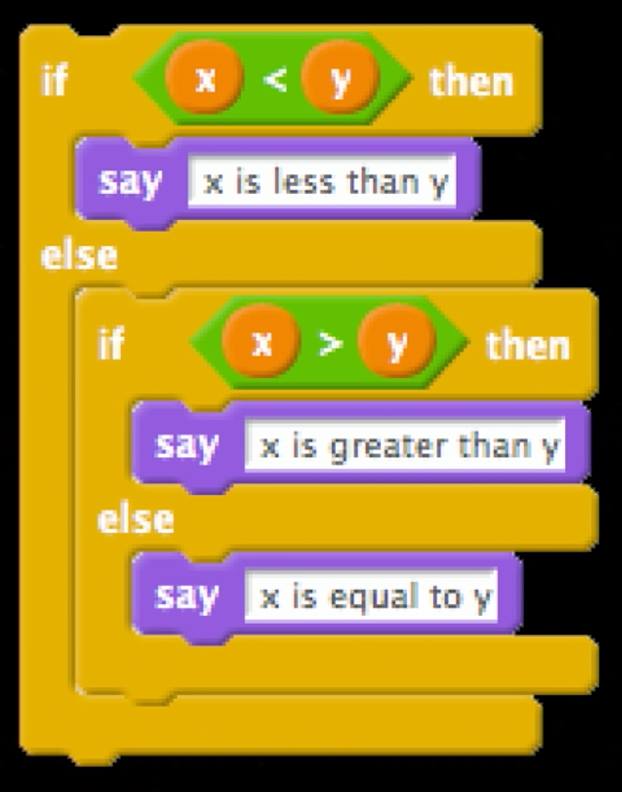 if x < y then
say x is less than y
else
if x > y then
say x is greater than y
else
say x is equal to y